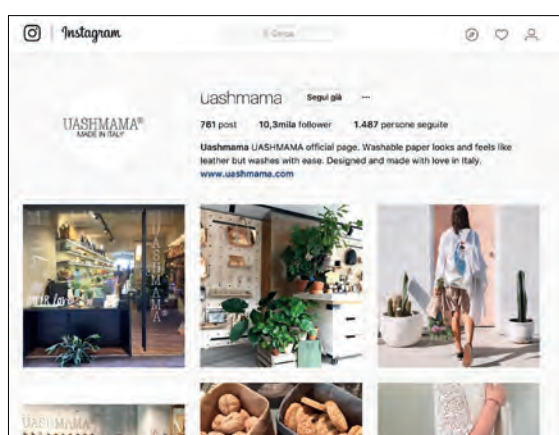 Instagram
Cerca
uashmama Segui già ...
UASHMAMA®
MADE IN ITALY
761 post 10,3mila follower 1.487 persone seguite
Uashmama UASHMAMA official page. Washable paper looks and feels like
leather but washes with ease. Designed and made with love in Italy.
www.uashmama.com
UASHMAMA
UASHMAMA